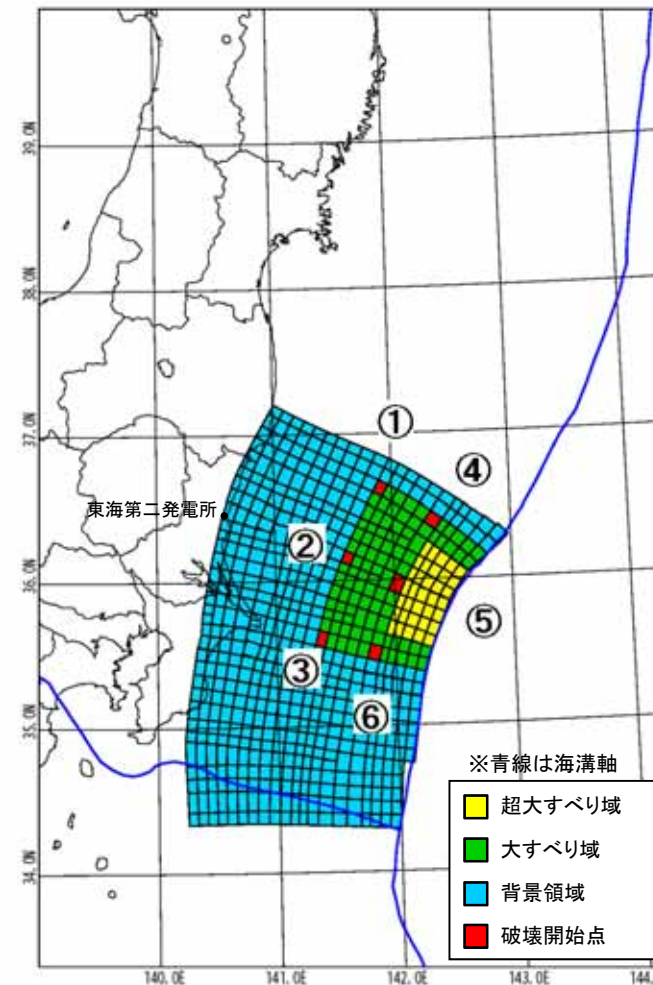 39.0N
38.0N
37.0N
①
④
東海第二発電所
②
36.0N
⑤
③
⑥
35.0N
※青線は海溝軸
超大すべり域
大すべり域
34.0N
背景領域
破壊開始点
140.0E
141.0E
142.0E
143.0E
144.